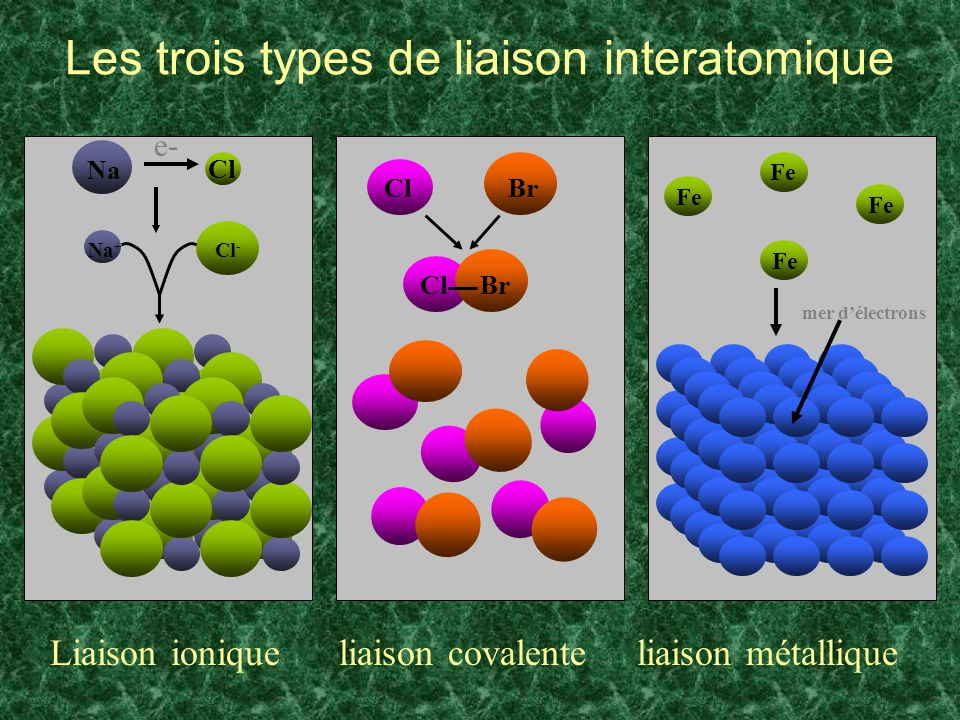 Les trois types de liaison interatomique
e-
Na
Cl
Na+
Cl-
Cl
Br
Cl
Br
Fe
Fe
Fe
Fe
mer d’électrons
Liaison ionique
liaison covalente
liaison métallique